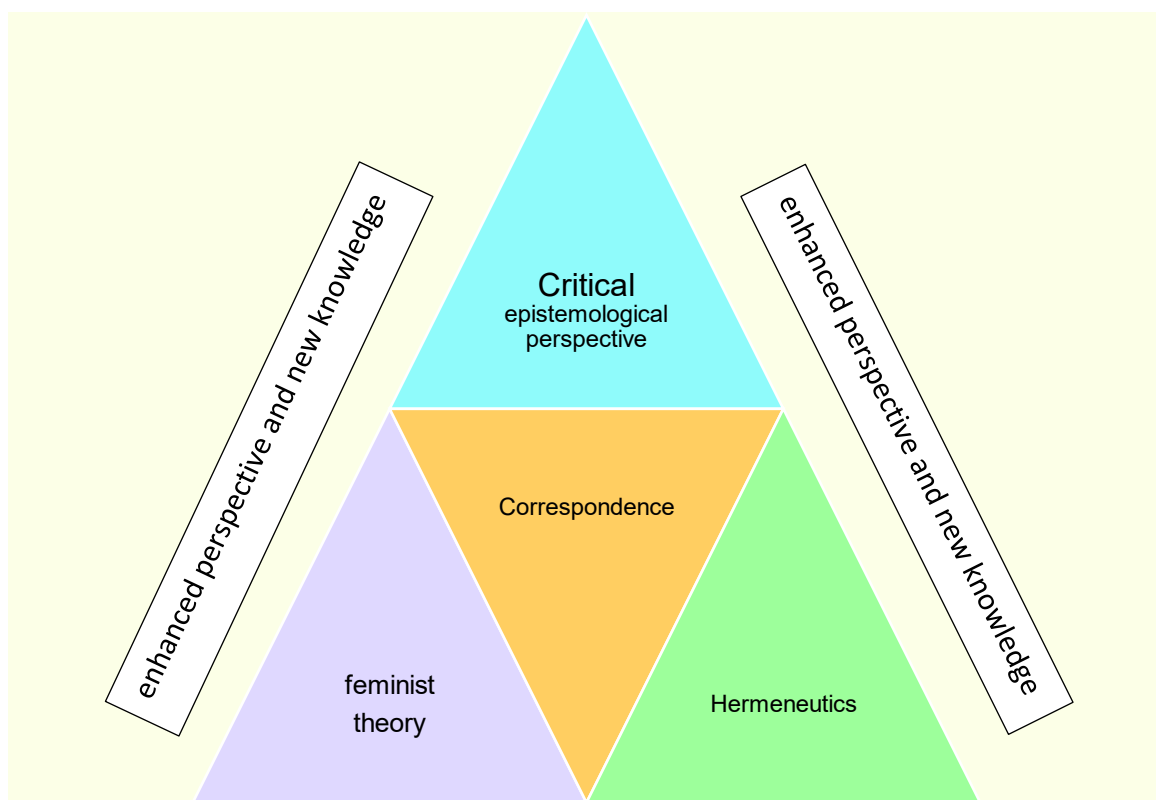 enhanced perspective and new knowledge
enhanced perspective and new knowledge
Critical
epistemological
perspective
Correspondence
feminist
theory
Hermeneutics